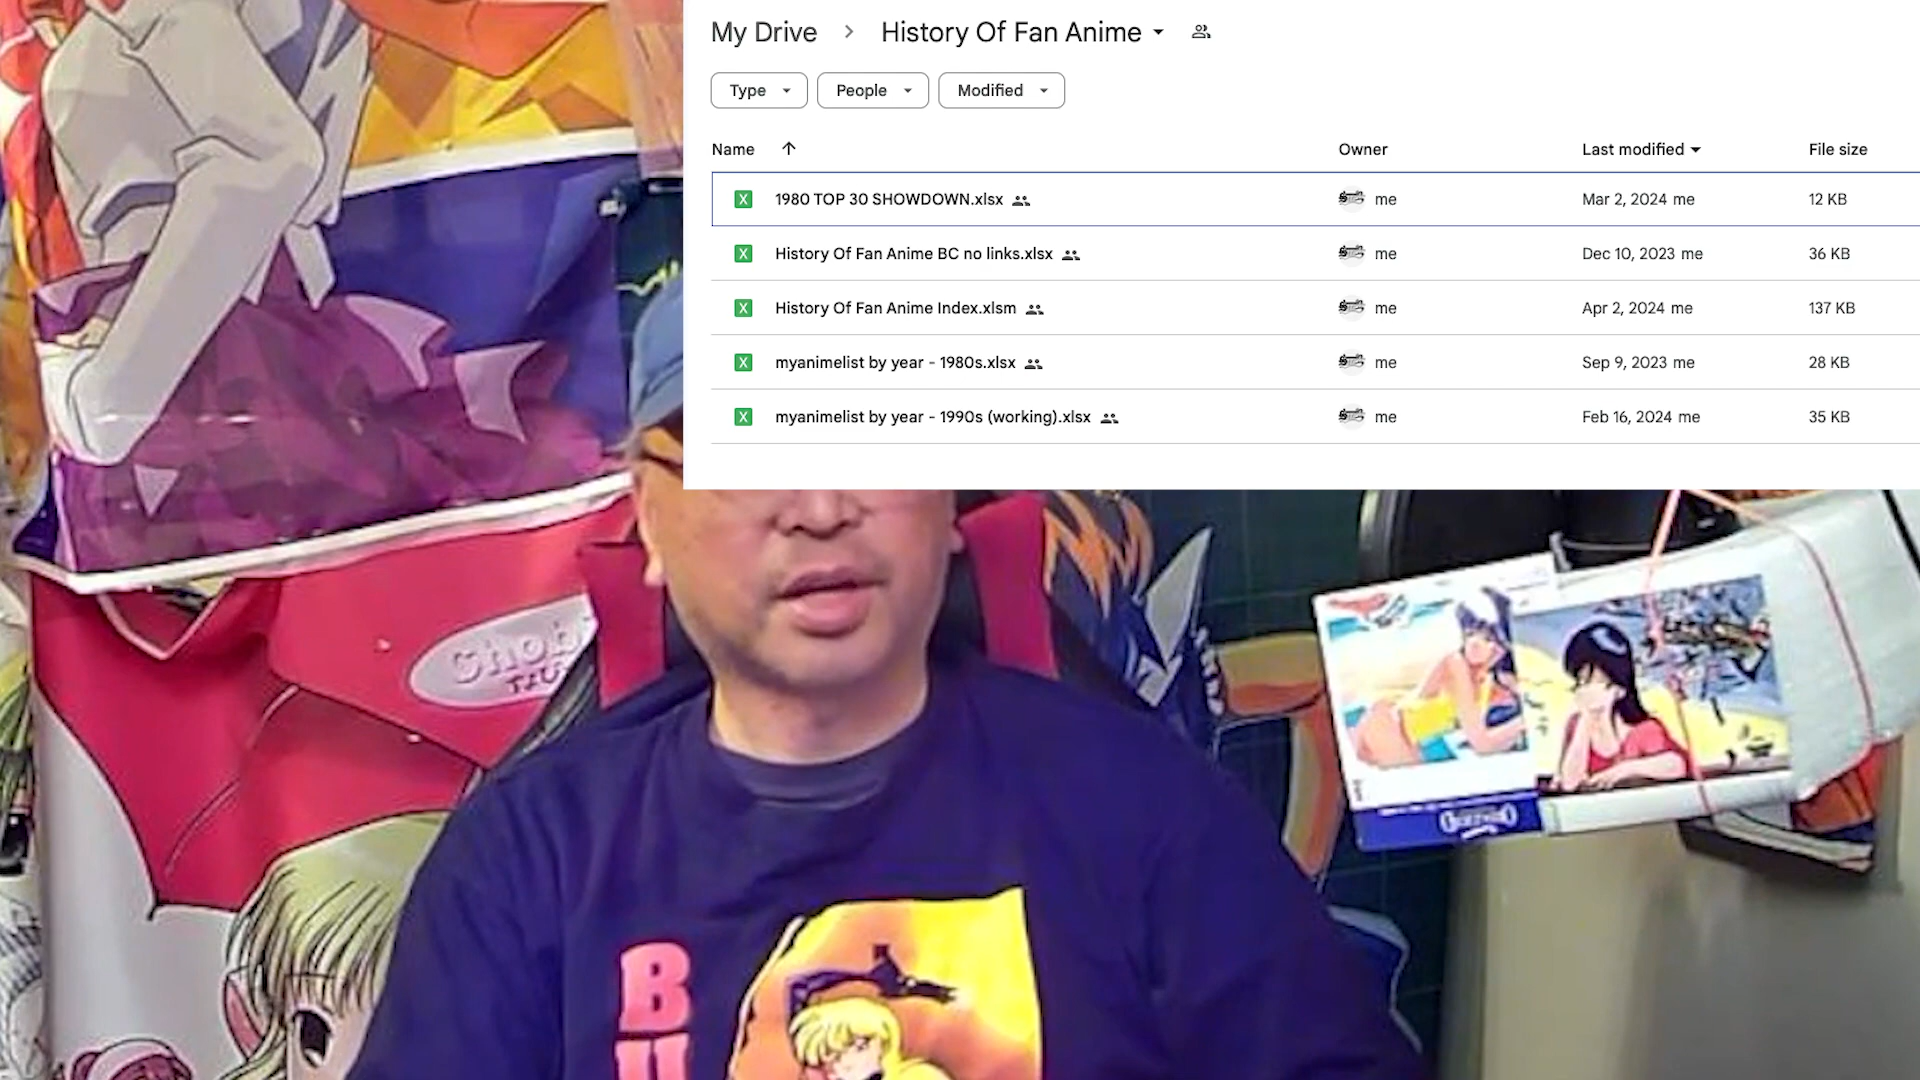 My Drive > History Of Fan Anime
Type People Modified
Name Owner Last modified File size
1980 TOP 30 SHOWDOWN.xlsx me Mar 2, 2024 me 12 KB
History Of Fan Anime BC no links.xlsx me Dec 10, 2023 me 36 KB
History Of Fan Anime Index.xlsm me Apr 2, 2024 me 137 KB
myanimelist by year - 1980s.xlsx me Sep 9, 2023 me 28 KB
myanimelist by year - 1990s (working).xlsx me Feb 16, 2024 me 35 KB
B
U